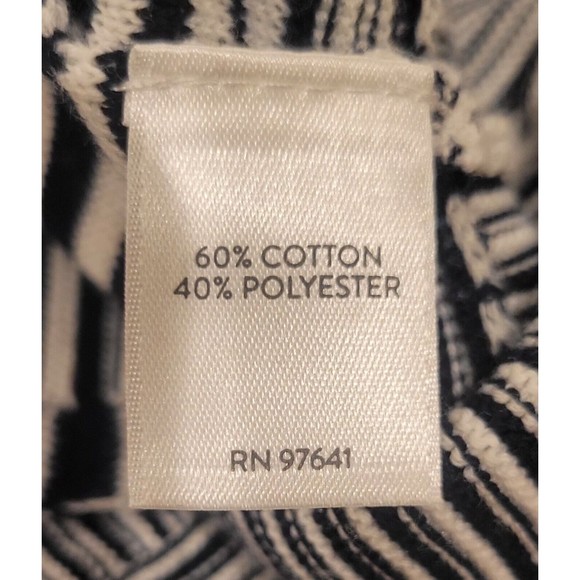 60% COTTON
40% POLYESTER
RN 97641